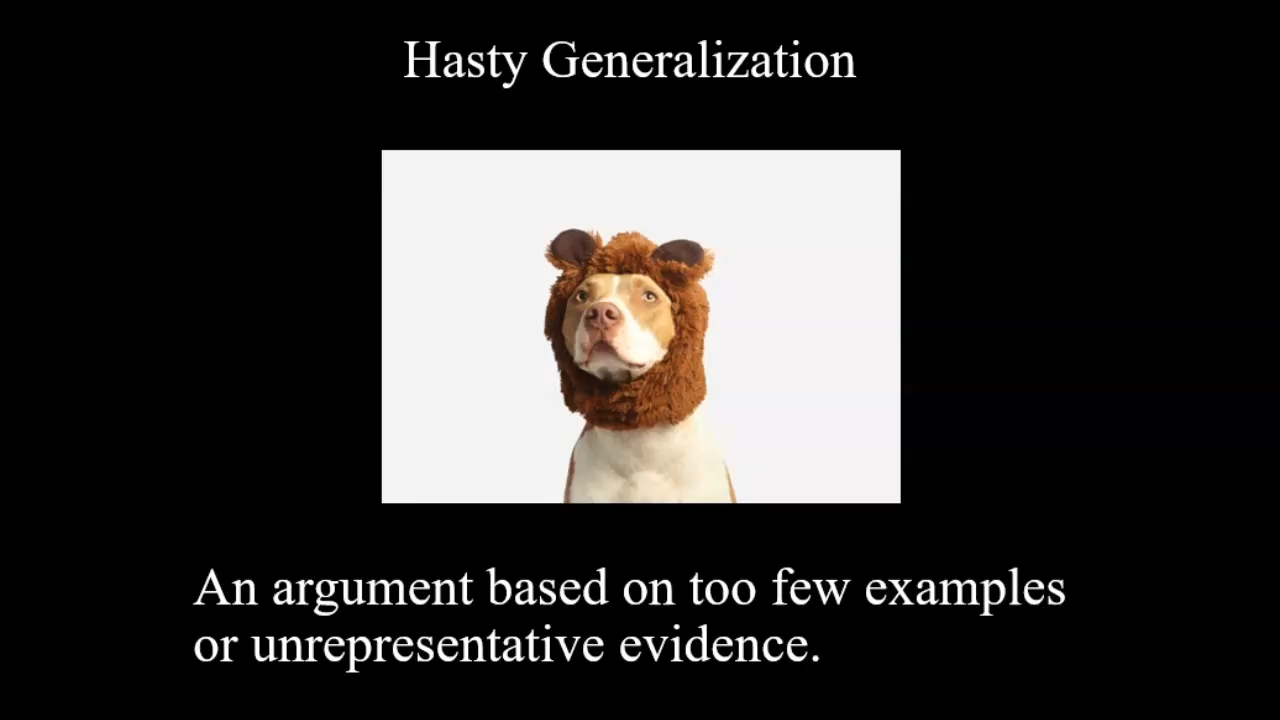 Hasty Generalization
An argument based on too few examples
or unrepresentative evidence.